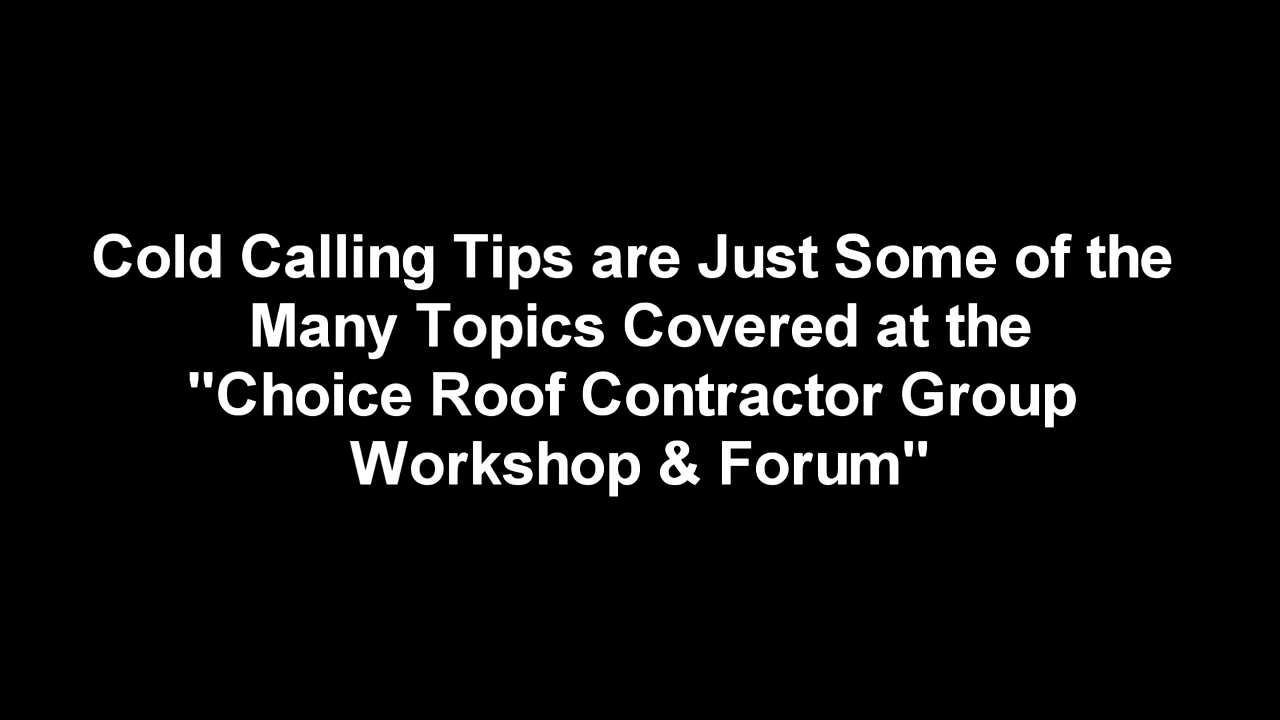 Cold Calling Tips are Just Some of the
Many Topics Covered at the
"Choice Roof Contractor Group
Workshop & Forum"